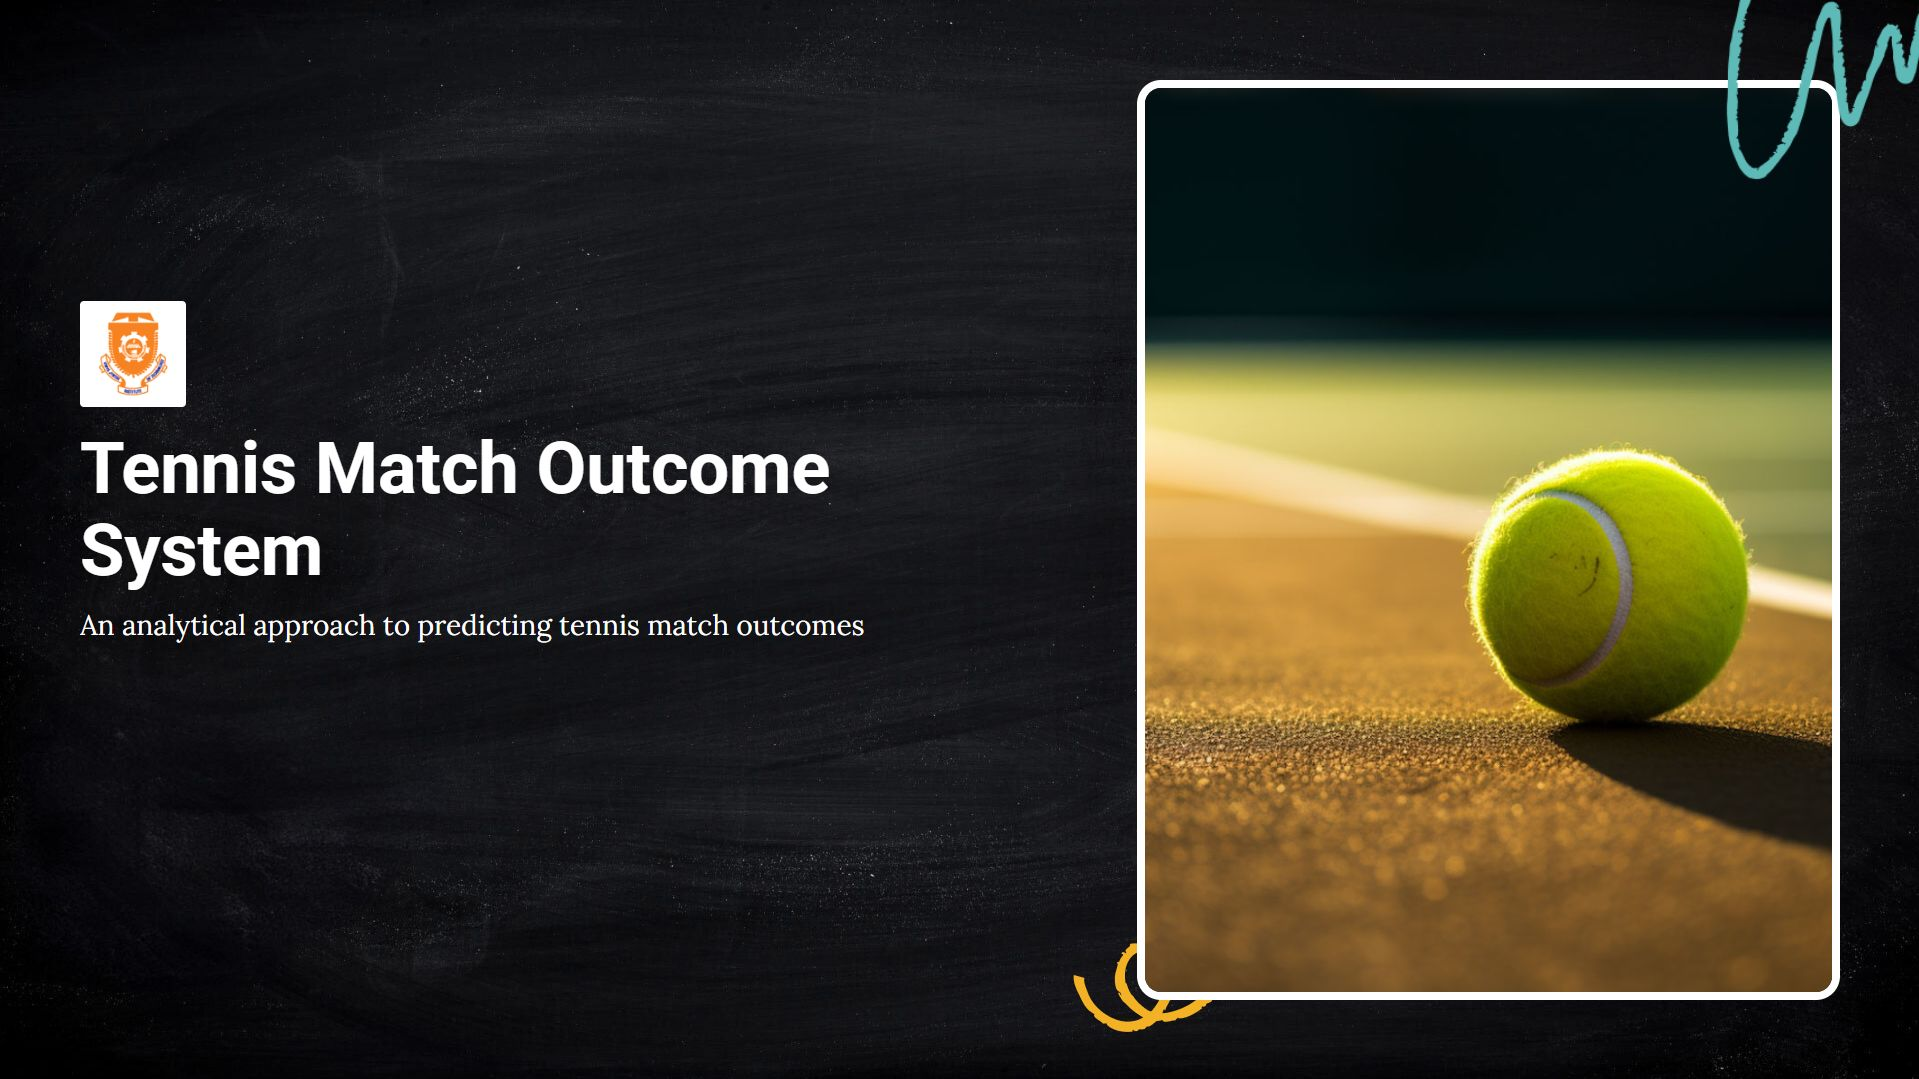 Tennis Match Outcome
System
An analytical approach to predicting tennis match outcomes